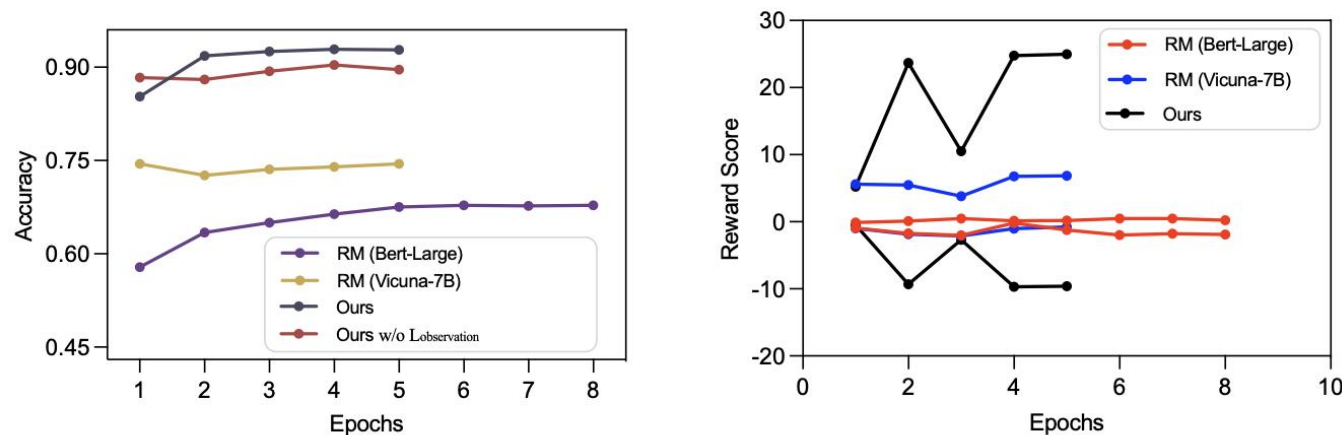 0.90
0.75
0.60
0.45
Accuracy
RM (Bert-Large)
RM (Vicuna-7B)
Ours
Ours w/o Lobservation
1 2 3 4 5 6 7 8
Epochs
30
20
10
0
-10
-20
Reward Score
RM (Bert-Large)
RM (Vicuna-7B)
Ours
0 2 4 6 8 10
Epochs